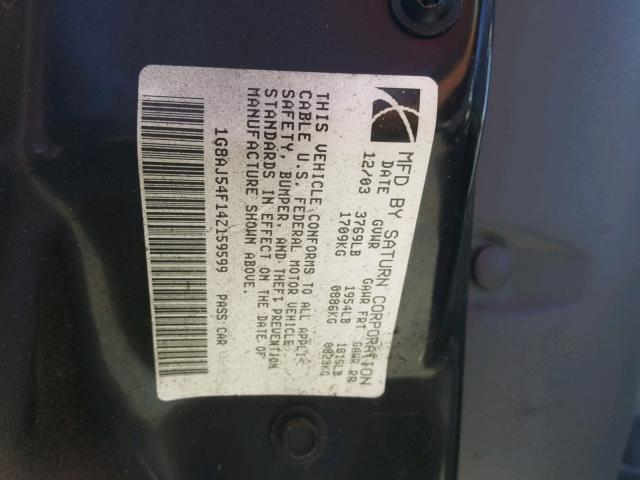 MFD BY SATURN CORPORATION
DATE GVWR GAWR FRT GAWR RR
12/03 3769LB 1954LB 1815LB
1709KG 0886KG 0823KG
THIS VEHICLE CONFORMS TO ALL APPLI-
CABLE U.S. FEDERAL MOTOR VEHICLE
SAFETY, BUMPER, AND THEFT PREVENTION
STANDARDS IN EFFECT ON THE DATE OF
MANUFACTURE SHOWN ABOVE.
1G8AJ54F14Z159599 PASS CAR